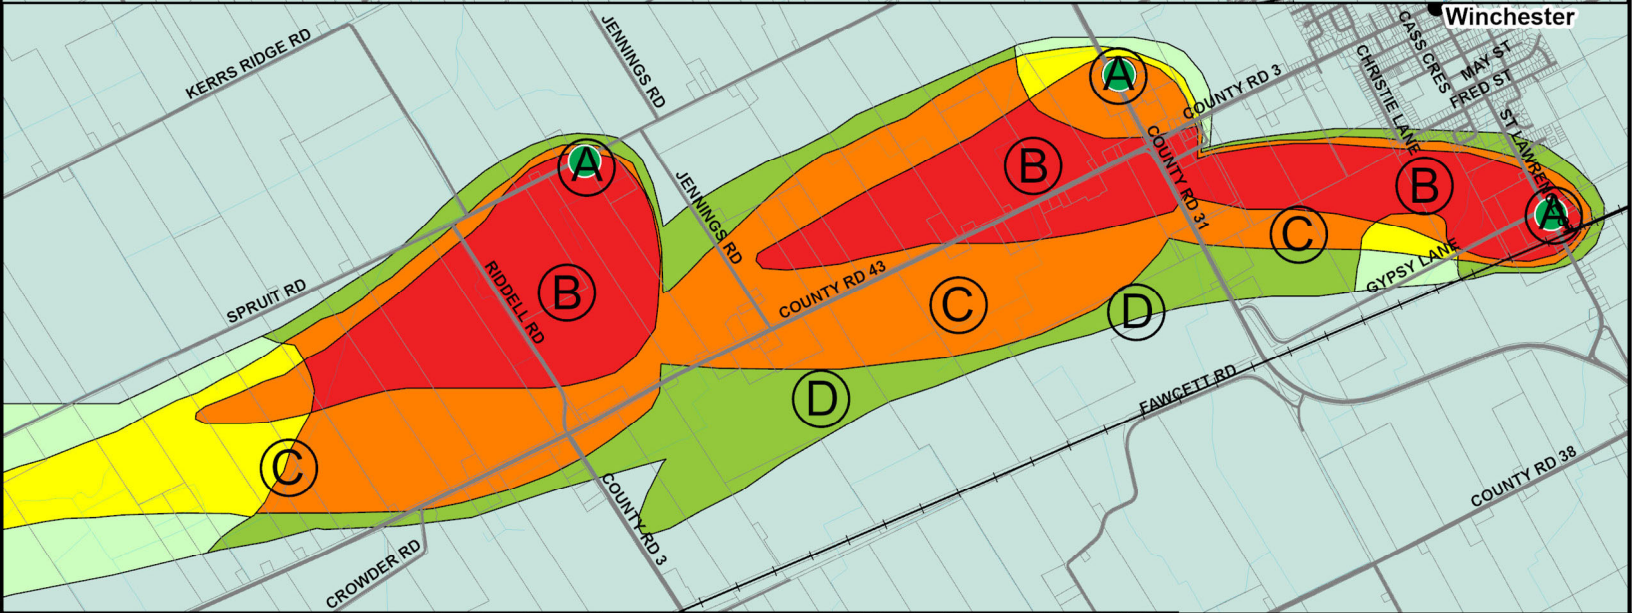 Winchester
KERRS RIDGE RD
JENNINGS RD
CASS CRES
MAY ST
CHRISTIE LANE
FRED ST
COUNTY RD 3
A
ST LAWRENCE ST
COUNTY RD 31
A
B
JENNINGS RD
B
A
C
GYPSY LANE
SPRUIT RD
RIDDELL RD
B
COUNTY RD 43
C
D
FAWCETT RD
D
C
COUNTY RD 3
COUNTY RD 38
CROWDER RD